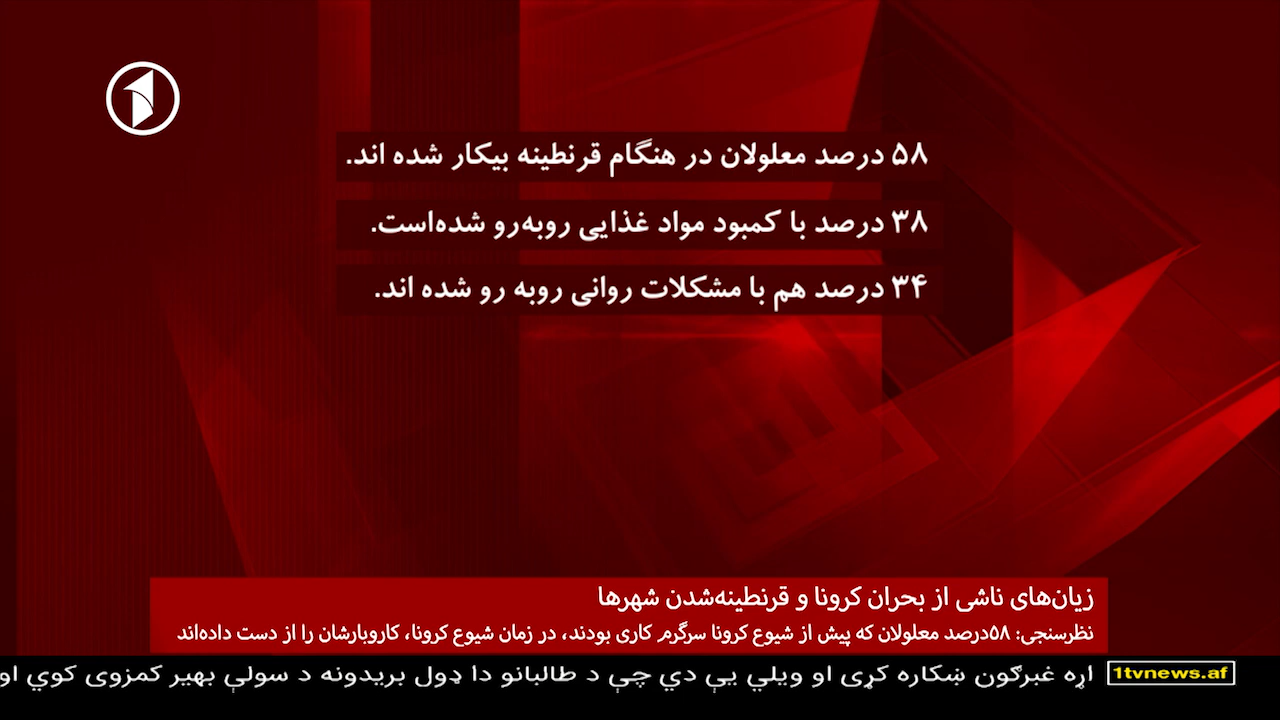 ۵۸ درصد معلولان در هنگام قرنطینه بیکار شده اند.
۳۸ درصد با کمبود مواد غذایی روبه‌رو شده‌است.
۳۴ درصد هم با مشکلات روانی روبه رو شده اند.
زیان‌های ناشی از بحران کرونا و قرنطینه‌شدن شهرها
نظرسنجی: ۵۸درصد معلولان که پیش از شیوع کرونا سرگرم کاری بودند، در زمان شیوع کرونا، کاروبارشان را از دست داده‌اند
1tvnews.af اړه غبرګون ښکاره کړی او ویلي یې دي چې د طالبانو دا ډول بریدونه د سولې بهیر کمزوی کوي او